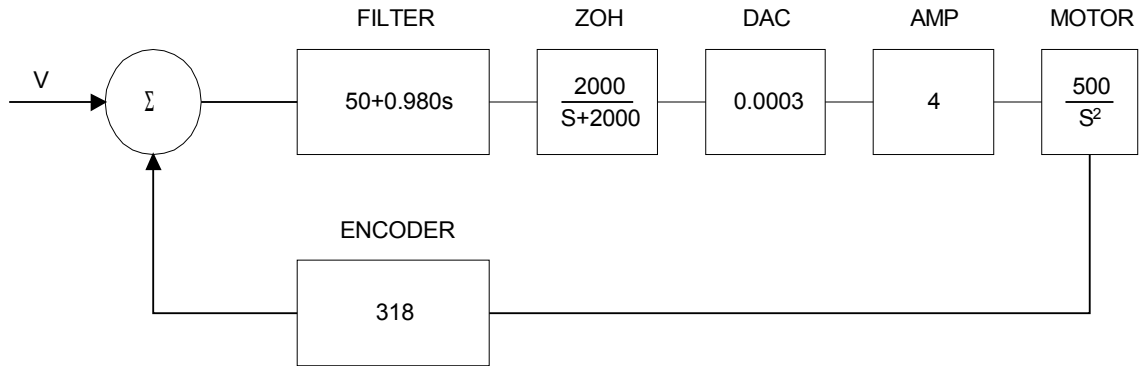 FILTER ZOH DAC AMP MOTOR
V
Σ
50+0.980s
2000
S+2000
0.0003
4
500
S²
ENCODER
318